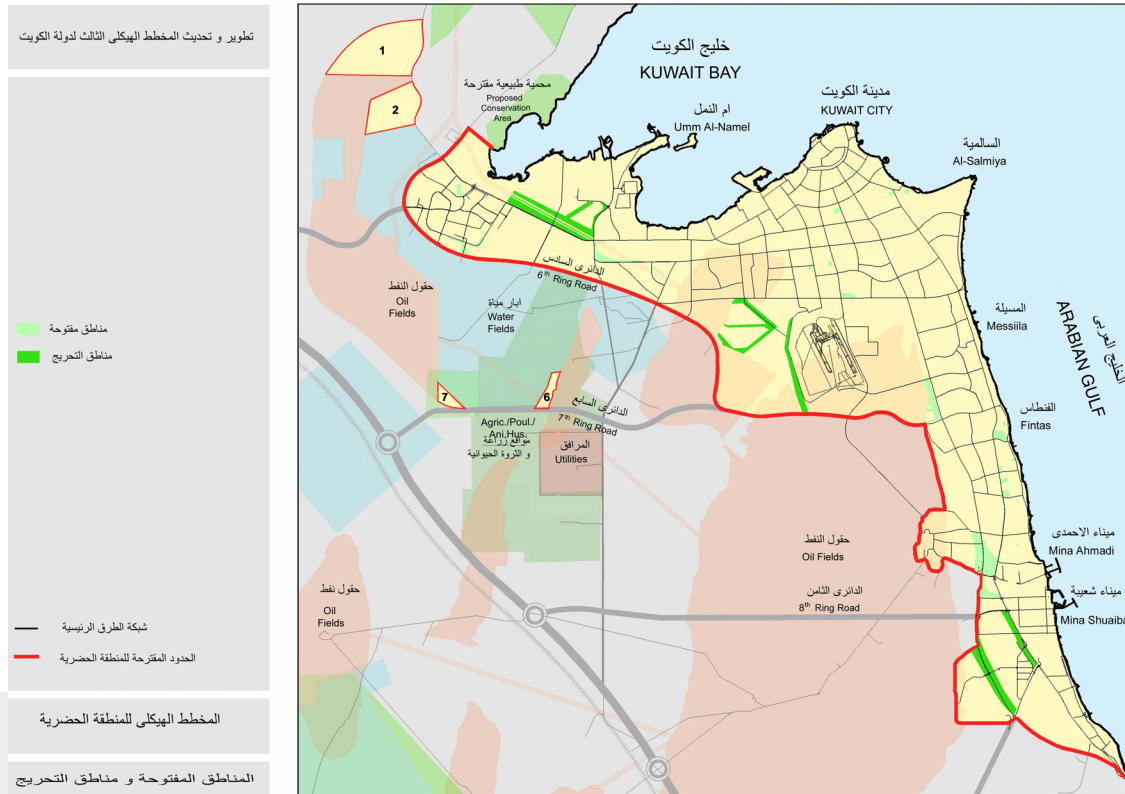 تطوير و تحديث المخطط الهيكلى الثالث لدولة الكويت
مناطق مفتوحة
مناطق التحريج
شبكة الطرق الرئيسية
الحدود المقترحة للمنطقة الحضرية
المخطط الهيكلى للمنطقة الحضرية
المناطق المفتوحة و مناطق التحريج
1
2
محمية طبيعية مقترحة
Proposed
Conservation
Area
خليج الكويت
KUWAIT BAY
ام النمل
Umm Al-Namel
مدينة الكويت
KUWAIT CITY
السالمية
Al-Salmiya
الدائرى السادس
6th Ring Road
حقول النفط
Oil
Fields
ابار مياة
Water
Fields
المسيلة
Messiila
الخليج العربى
ARABIAN GULF
7
6
الدائرى السابع
7th Ring Road
Agric./Poul./
Ani.Hus.
مواقع زراعة
و الثروة الحيوانية
المرافق
Utilities
الفنطاس
Fintas
حقول النفط
Oil Fields
ميناء الاحمدى
Mina Ahmadi
ميناء شعيبة
Mina Shuaiba
الدائرى الثامن
8th Ring Road
حقول نفط
Oil
Fields